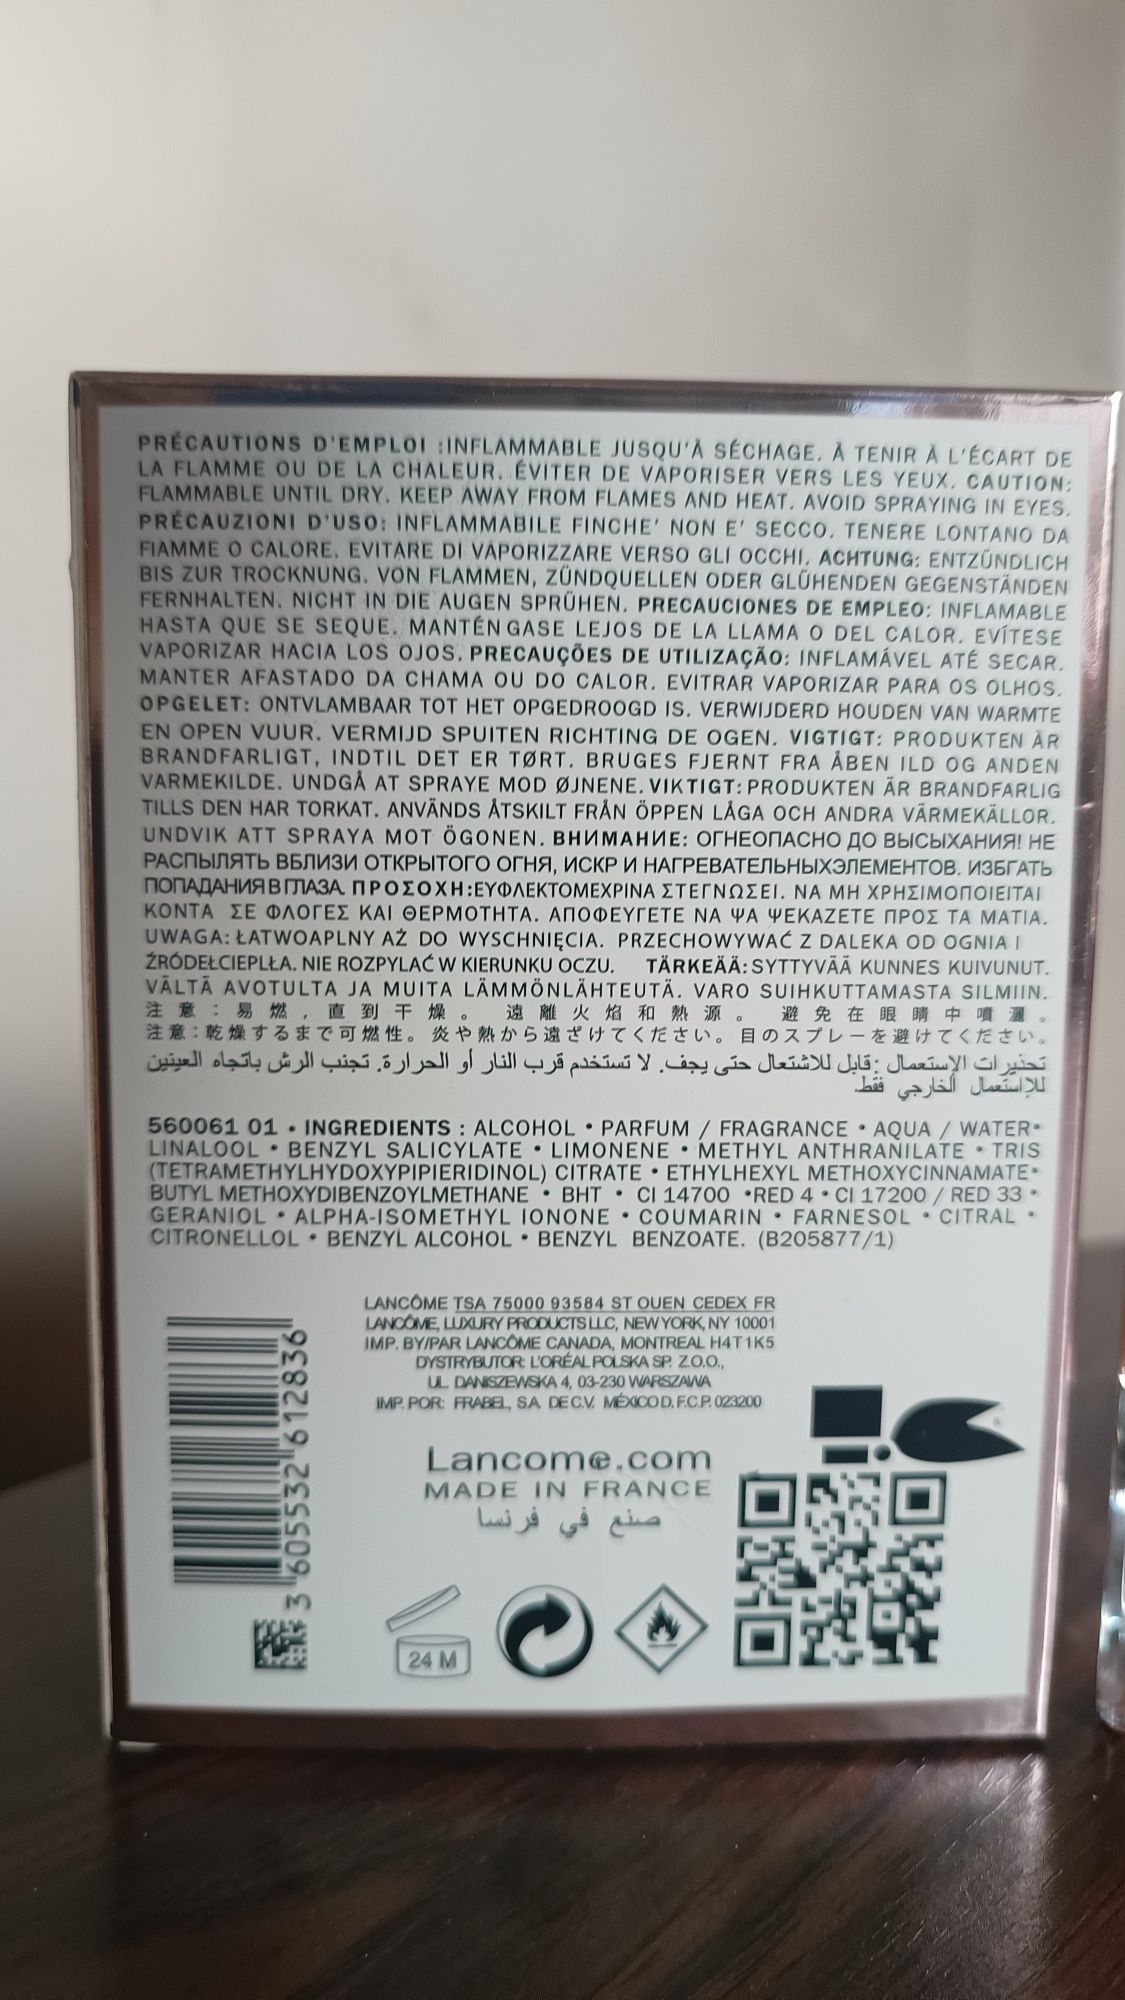 PRÉCAUTIONS D'EMPLOI :INFLAMMABLE JUSQU'À SÉCHAGE. À TENIR À L'ÉCART DE
LA FLAMME OU DE LA CHALEUR. ÉVITER DE VAPORISER VERS LES YEUX. CAUTION:
FLAMMABLE UNTIL DRY. KEEP AWAY FROM FLAMES AND HEAT. AVOID SPRAYING IN EYES.
PRÉCAUZIONI D'USO: INFLAMMABILE FINCHE' NON E' SECCO. TENERE LONTANO DA
FIAMME O CALORE. EVITARE DI VAPORIZZARE VERSO GLI OCCHI. ACHTUNG: ENTZÜNDLICH
BIS ZUR TROCKNUNG. VON FLAMMEN, ZÜNDQUELLEN ODER GLÜHENDEN GEGENSTÄNDEN
FERNHALTEN. NICHT IN DIE AUGEN SPRÜHEN. PRECAUCIONES DE EMPLEO: INFLAMABLE
HASTA QUE SE SEQUE. MANTÉNGASE LEJOS DE LA LLAMA O DEL CALOR. EVÍTESE
VAPORIZAR HACIA LOS OJOS. PRECAUÇÕES DE UTILIZAÇÃO: INFLAMÁVEL ATÉ SECAR.
MANTER AFASTADO DA CHAMA OU DO CALOR. EVITRAR VAPORIZAR PARA OS OLHOS.
OPGELET: ONTVLAMBAAR TOT HET OPGEDROOGD IS. VERWIJDERD HOUDEN VAN WARMTE
EN OPEN VUUR. VERMIJD SPUITEN RICHTING DE OGEN. VIGTIGT: PRODUKTEN ÄR
BRANDFARLIGT, INDTIL DET ER TØRT. BRUGES FJERNT FRA ÅBEN ILD OG ANDEN
VARMEKILDE. UNDGÅ AT SPRAYE MOD ØJNENE. VIKTIGT: PRODUKTEN ÄR BRANDFARLIG
TILLS DEN HAR TORKAT. ANVÄNDS ÅTSKILT FRÅN ÖPPEN LÅGA OCH ANDRA VÄRMEKÄLLOR.
UNDVIK ATT SPRAYA MOT ÖGONEN. ВНИМАНИЕ: ОГНЕОПАСНО ДО ВЫСЫХАНИЯ! НЕ
РАСПЫЛЯТЬ ВБЛИЗИ ОТКРЫТОГО ОГНЯ, ИСКР И НАГРЕВАТЕЛЬНЫХЭЛЕМЕНТОВ. ИЗБГАТЬ
ПОПАДАНИЯ В ГЛАЗА. ΠΡΟΣΟΧΗ:ΕΥΦΛΕΚΤΟΜΕΧΡΙΝΑ ΣΤΕΓΝΩΣΕΙ. ΝΑ ΜΗ ΧΡΗΣΙΜΟΠΟΙΕΙΤΑΙ
ΚΟΝΤΑ ΣΕ ΦΛΟΓΕΣ ΚΑΙ ΘΕΡΜΟΤΗΤΑ. ΑΠΟΦΕΥΓΕΤΕ ΝΑ ΨΑ ΨΕΚΑΖΕΤΕ ΠΡΟΣ ΤΑ ΜΑΤΙΑ.
UWAGA: ŁATWOAPLNY AŻ DO WYSCHNIĘCIA. PRZECHOWYWAĆ Z DALEKA OD OGNIA I
ŹRÓDEŁCIEPLŁA. NIE ROZPYLAĆ W KIERUNKU OCZU. TÄRKEÄÄ: SYTTYVÄÄ KUNNES KUIVUNUT.
VÄLTÄ AVOTULTA JA MUITA LÄMMÖNLÄHTEUTÄ. VARO SUIHKUTTAMASTA SILMIIN.
注意：易燃，直到干燥。遠離火焰和熱源。避免在眼睛中噴灑。
注意：乾燥するまで可燃性。炎や熱から遠ざけてください。目のスプレーを避けてください。
تحذيرات الإستعمال :قابل للاشتعال حتى يجف. لا تستخدم قرب النار أو الحرارة. تجنب الرش باتجاه العينين
للإستعمال الخارجي فقط.
560061 01 • INGREDIENTS : ALCOHOL • PARFUM / FRAGRANCE • AQUA / WATER•
LINALOOL • BENZYL SALICYLATE • LIMONENE • METHYL ANTHRANILATE • TRIS
(TETRAMETHYLHYDOXYPIPIERIDINOL) CITRATE • ETHYLHEXYL METHOXYCINNAMATE•
BUTYL METHOXYDIBENZOYLMETHANE • BHT • CI 14700 •RED 4 • CI 17200 / RED 33 •
GERANIOL • ALPHA-ISOMETHYL IONONE • COUMARIN • FARNESOL • CITRAL •
CITRONELLOL • BENZYL ALCOHOL • BENZYL BENZOATE. (B205877/1)
LANCÔME TSA 75000 93584 ST OUEN CEDEX FR
LANCÔME, LUXURY PRODUCTS LLC, NEW YORK, NY 10001
IMP. BY/PAR LANCÔME CANADA, MONTREAL H4T1K5
DYSTRYBUTOR: L'ORÉAL POLSKA SP. Z.O.O.,
UL. DANISZEWSKA 4, 03-230 WARSZAWA
IMP. POR: FRABEL, S.A. DE C.V. MÉXICO D. F. C.P. 023200
Lancome.com
MADE IN FRANCE
صنع في فرنسا
3 605532 612836
24 M